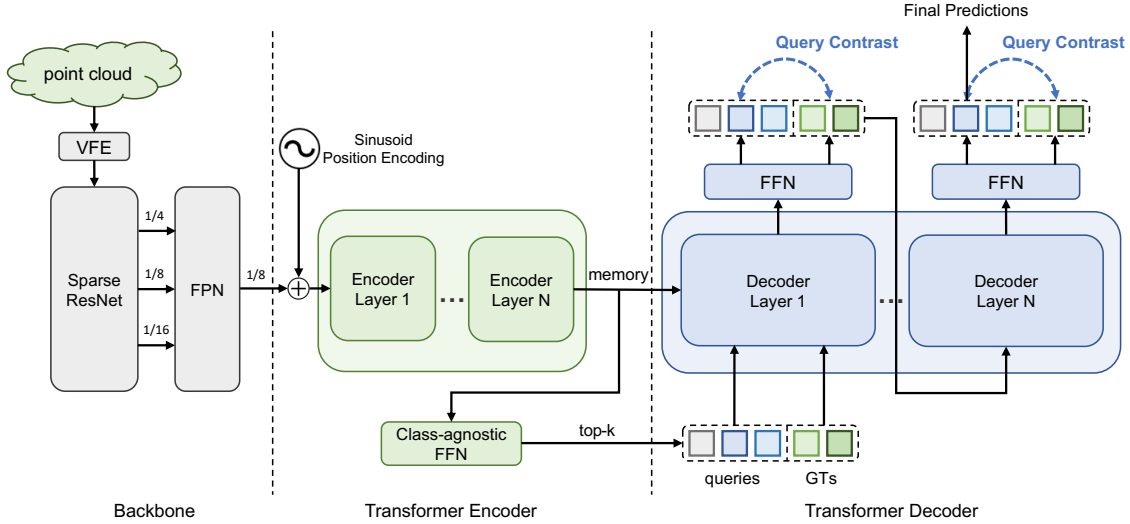 Final Predictions
Query Contrast
Query Contrast
point cloud
VFE
Sinusoid
Position Encoding
FFN
FFN
1/4
1/8
1/16
Sparse
ResNet
FPN
1/8
Encoder
Layer 1
...
Encoder
Layer N
memory
Decoder
Layer 1
...
Decoder
Layer N
Class-agnostic
FFN
top-k
queries
GTs
Backbone
Transformer Encoder
Transformer Decoder